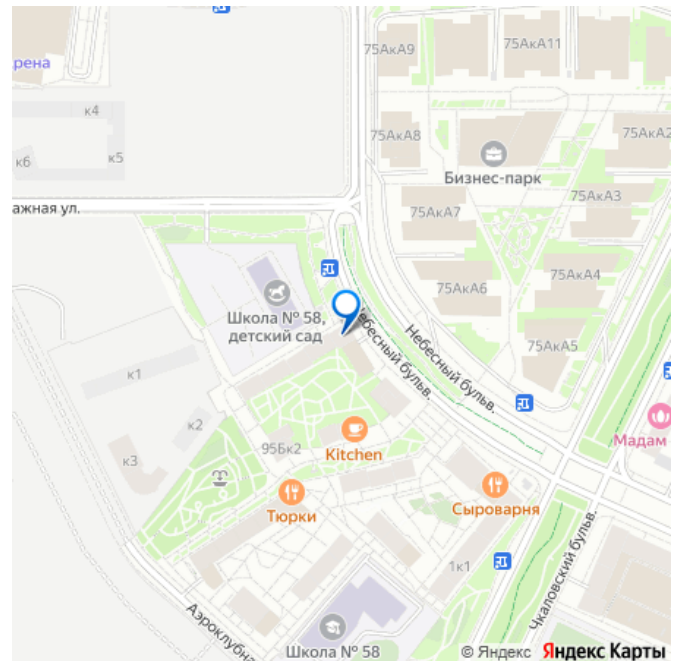 75АкА9
75АкА11
рена
к4
75АкА8
75АкА2
к6
к5
Бизнес-парк
75АкА3
ажная ул.
75АкА7
75АкА4
75АкА6
Школа № 58,
детский сад
Небесный бульв.
Небесный бульв.
75АкА5
к1
к2
Мадам
95Бк2
Kitchen
к3
Тюрки
Сыроварня
1к1
Чкаловский бульв.
Аэроклубна
Школа № 58
© Яндекс Яндекс Карты